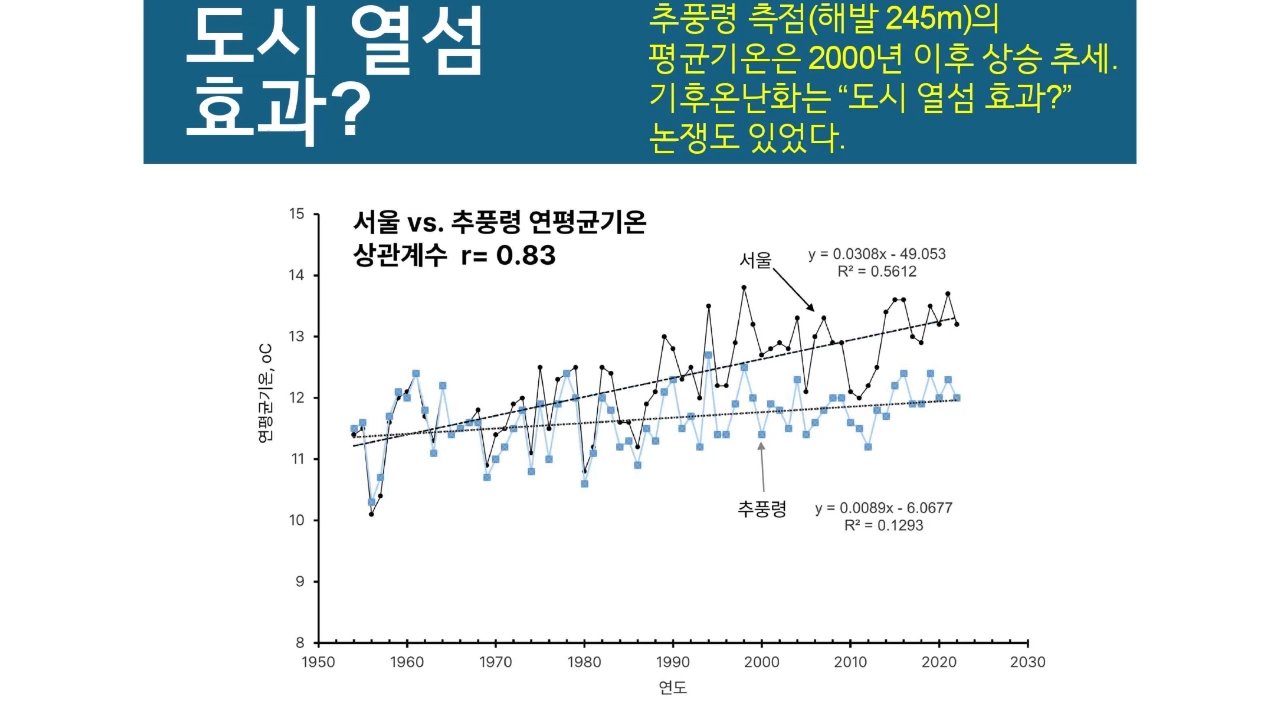 도시 열섬
효과?
추풍령 측점(해발 245m)의
평균기온은 2000년 이후 상승 추세.
기후온난화는 “도시 열섬 효과?”
논쟁도 있었다.
서울 vs. 추풍령 연평균기온
상관계수 r= 0.83
서울
y = 0.0308x - 49.053
R² = 0.5612
추풍령
y = 0.0089x - 6.0677
R² = 0.1293
연평균기온, oC
15
14
13
12
11
10
9
8
1950 1960 1970 1980 1990 2000 2010 2020 2030
연도